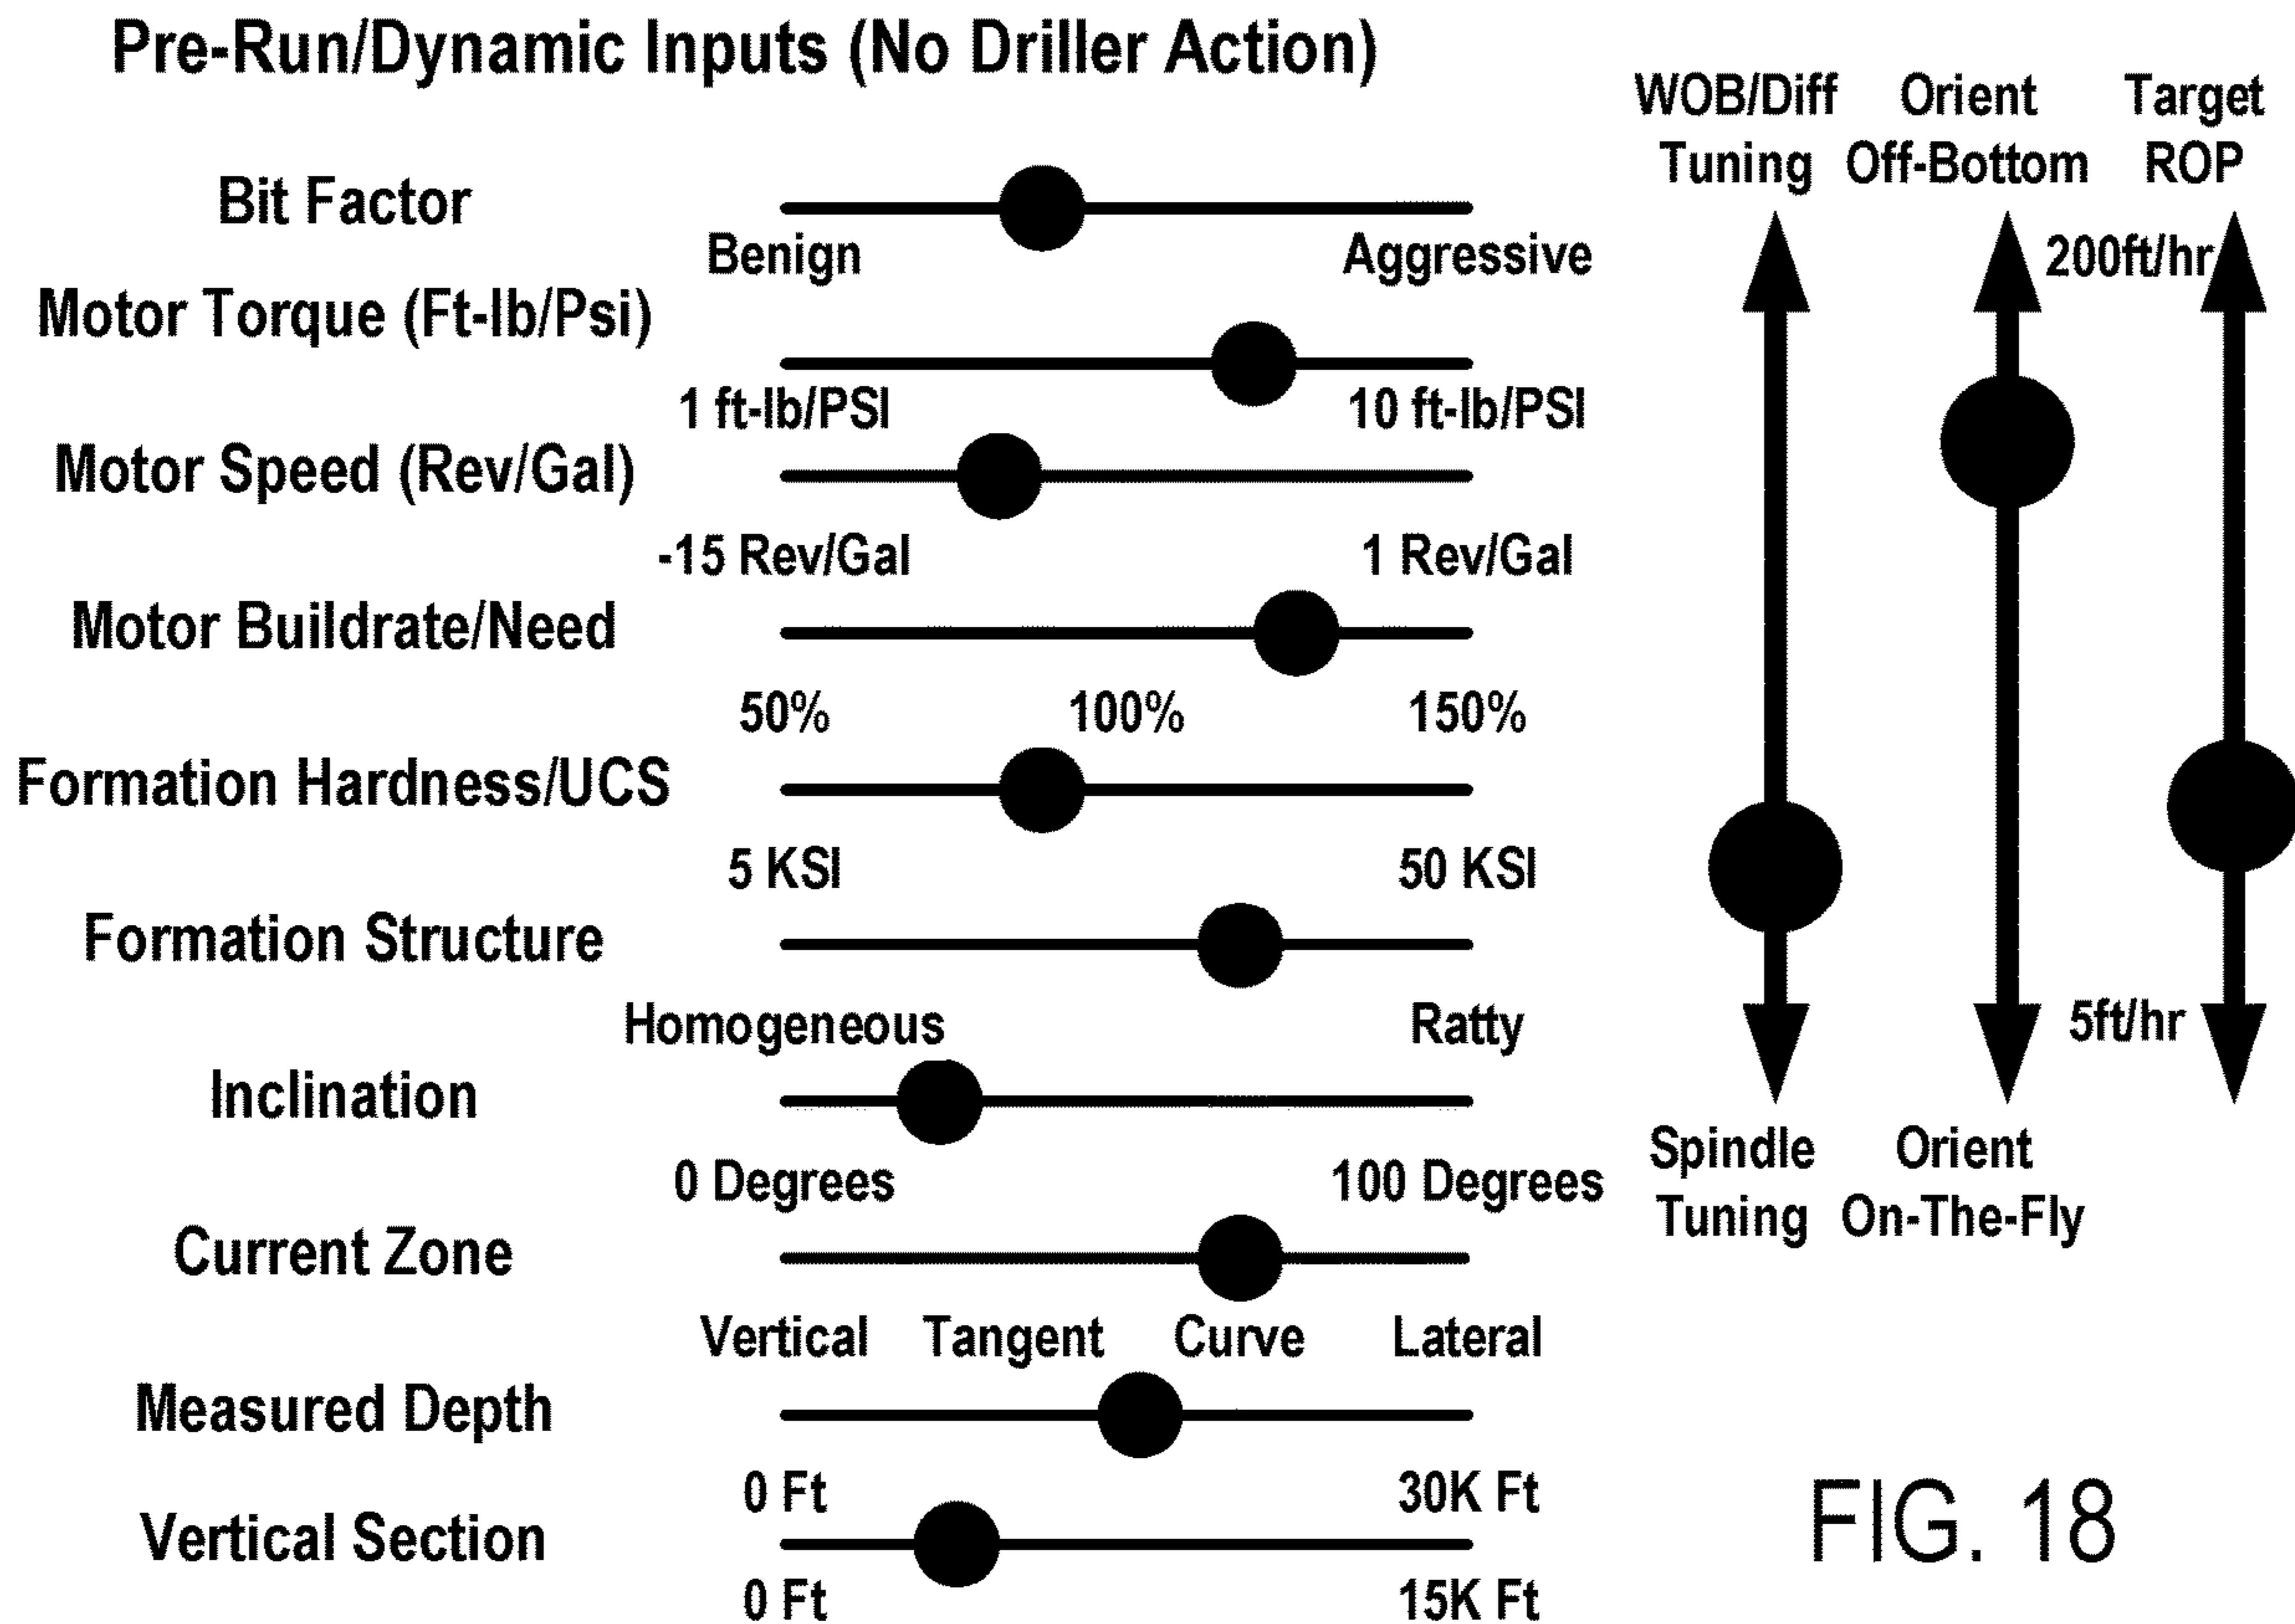 Pre-Run/Dynamic Inputs (No Driller Action)
WOB/Diff Tuning
Orient Off-Bottom
Target ROP
Bit Factor
Benign
Aggressive
200ft/hr
Motor Torque (Ft-lb/Psi)
1 ft-lb/PSI
10 ft-lb/PSI
Motor Speed (Rev/Gal)
-15 Rev/Gal
1 Rev/Gal
Motor Buildrate/Need
50%
100%
150%
Formation Hardness/UCS
5 KSI
50 KSI
Formation Structure
Homogeneous
Ratty
5ft/hr
Inclination
0 Degrees
100 Degrees
Spindle Tuning
Orient On-The-Fly
Current Zone
Vertical
Tangent
Curve
Lateral
Measured Depth
0 Ft
30K Ft
Vertical Section
0 Ft
15K Ft
FIG. 18